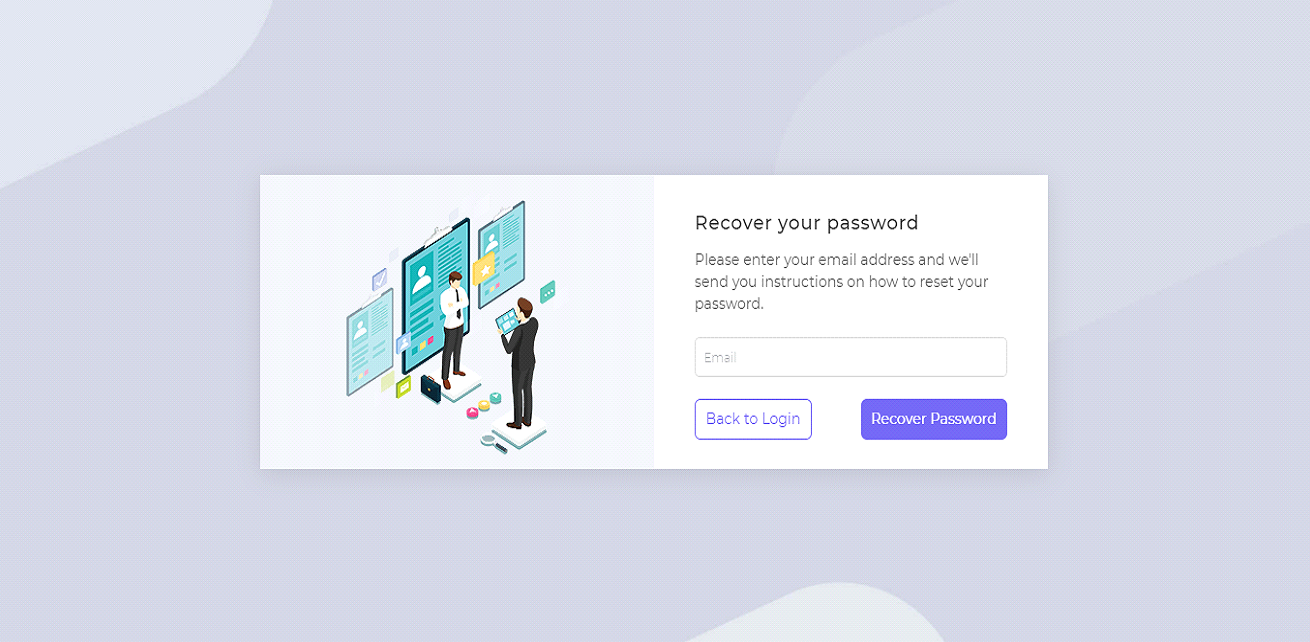 Recover your password
Please enter your email address and we'll
send you instructions on how to reset your
password.
Email
Back to Login
Recover Password